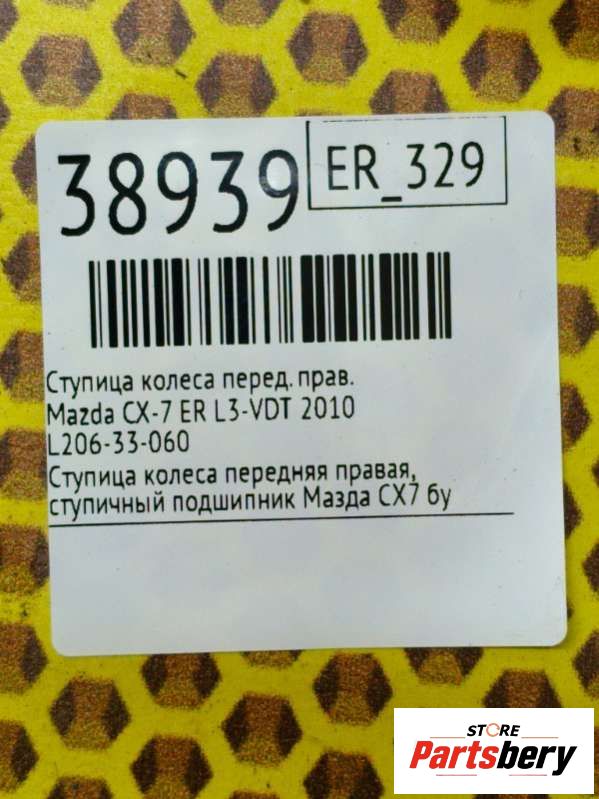 38939
ER_329
Ступица колеса перед. прав.
Mazda CX-7 ER L3-VDT 2010
L206-33-060
Ступица колеса передняя правая,
ступичный подшипник Мазда СХ7 бу
STORE
Partsbery